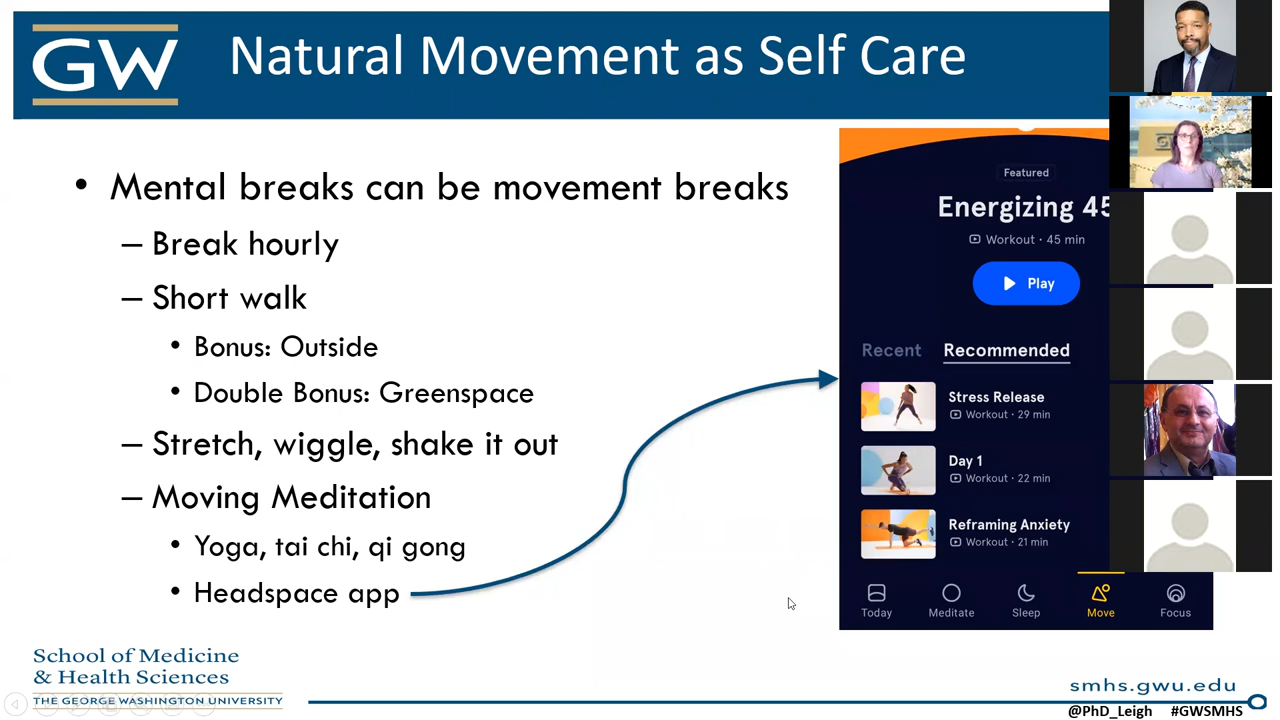 GW
Natural Movement as Self Care
• Mental breaks can be movement breaks
– Break hourly
– Short walk
• Bonus: Outside
• Double Bonus: Greenspace
– Stretch, wiggle, shake it out
– Moving Meditation
• Yoga, tai chi, qi gong
• Headspace app
Featured
Energizing 45
Workout · 45 min
Play
Recent Recommended
Stress Release
Workout · 29 min
Day 1
Workout · 22 min
Reframing Anxiety
Workout · 21 min
Today Meditate Sleep Move Focus
School of Medicine
& Health Sciences
THE GEORGE WASHINGTON UNIVERSITY
smhs.gwu.edu
@PhD_Leigh #GWSMHS